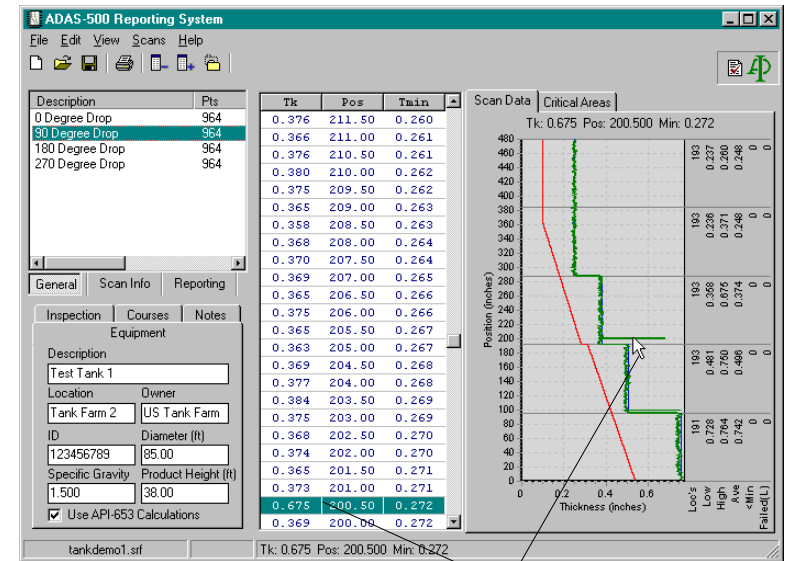 ADAS-500 Reporting System
File Edit View Scans Help
Description Pts
0 Degree Drop 964
90 Degree Drop 964
180 Degree Drop 964
270 Degree Drop 964
General Scan Info Reporting
Inspection Courses Notes
Equipment
Description
Test Tank 1
Location Owner
Tank Farm 2 US Tank Farm
ID Diameter (ft)
123456789 85.00
Specific Gravity Product Height (ft)
1.500 38.00
Use API-653 Calculations
Tk Pos Tmin
0.376 211.50 0.260
0.366 211.00 0.261
0.376 210.50 0.261
0.380 210.00 0.262
0.375 209.50 0.262
0.365 209.00 0.263
0.358 208.50 0.263
0.368 208.00 0.264
0.370 207.50 0.264
0.369 207.00 0.265
0.365 206.50 0.266
0.375 206.00 0.266
0.365 205.50 0.267
0.363 205.00 0.267
0.369 204.50 0.268
0.377 204.00 0.268
0.384 203.50 0.269
0.375 203.00 0.269
0.368 202.50 0.270
0.374 202.00 0.270
0.365 201.50 0.271
0.373 201.00 0.271
0.675 200.50 0.272
0.369 200.00 0.272
Scan Data Critical Areas
Tk: 0.675 Pos: 200.500 Min: 0.272
Position (inches)
480
460
440
420
400
380
360
340
320
300
280
260
240
220
200
180
160
140
120
100
80
60
40
20
0
0 0.2 0.4 0.6
Thickness (inches)
193 0.237 0.260 0.248 0 0
193 0.236 0.371 0.248 0 0
193 0.358 0.675 0.374 0 0
193 0.481 0.760 0.496 0 0
191 0.728 0.764 0.742 0 0
Loc's Low High Ave <Min Failed(L)
tankdemo1.srf
Tk: 0.675 Pos: 200.500 Min: 0.272